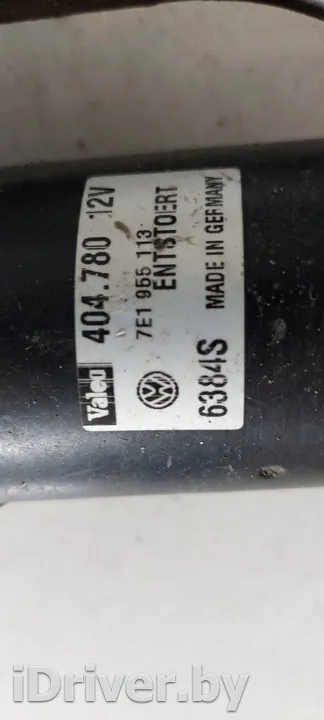 Valeo 404.780 12V
7E1 955 113
ENTSTOERT
6384S MADE IN GERMANY
iDriver.by